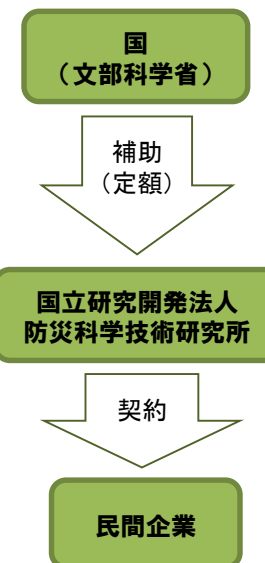 国
（文部科学省）
補助
（定額）
国立研究開発法人
防災科学技術研究所
契約
民間企業